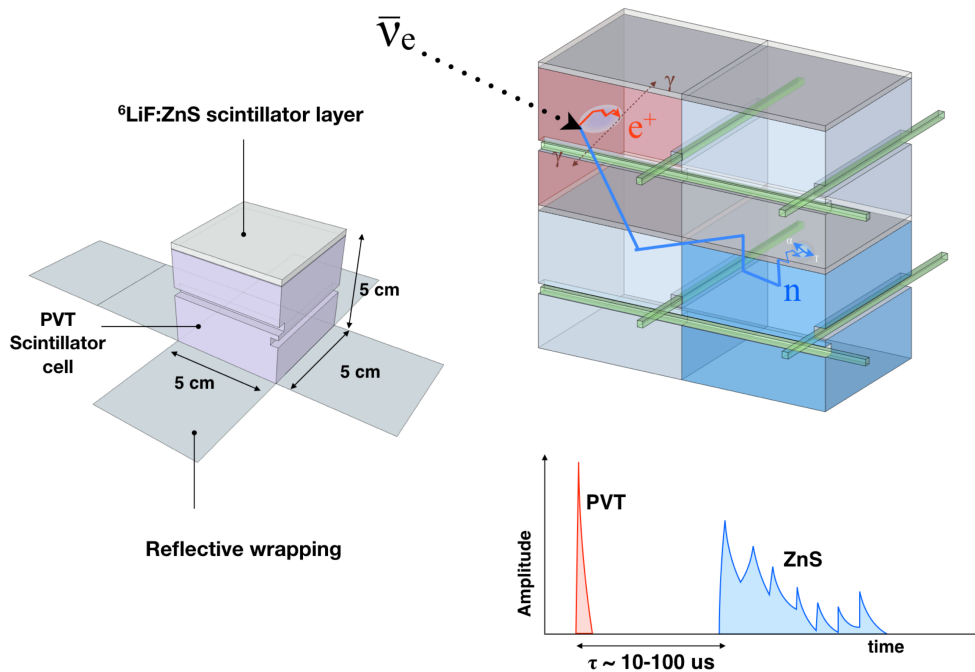 ν̅e
⁶LiF:ZnS scintillator layer
γ
e⁺
γ
5 cm
PVT
Scintillator
cell
5 cm
5 cm
α
τ
n
Reflective wrapping
Amplitude
PVT
ZnS
time
τ ~ 10-100 us